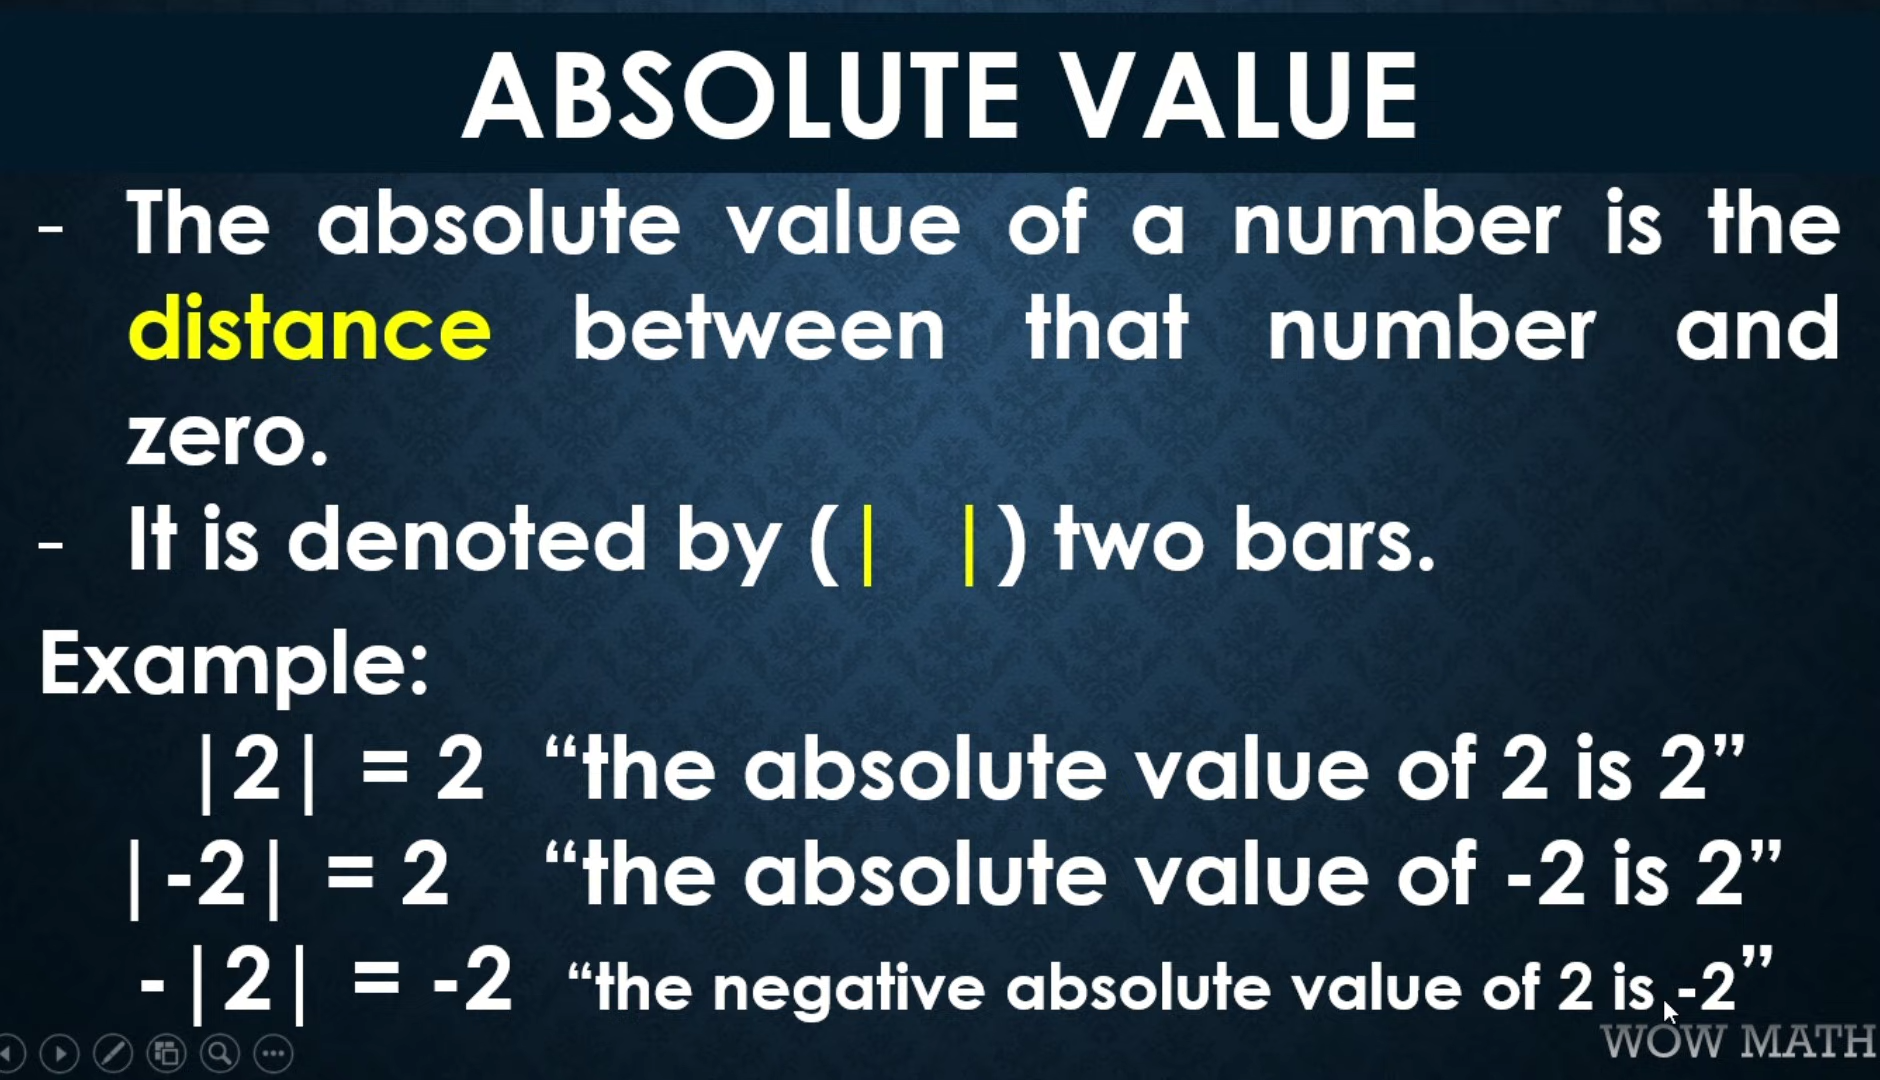 ABSOLUTE VALUE
- The absolute value of a number is the
distance between that number and
zero.
- It is denoted by (| |) two bars.
Example:
|2| = 2 “the absolute value of 2 is 2”
|-2| = 2 “the absolute value of -2 is 2”
-|2| = -2 “the negative absolute value of 2 is -2”
WOW MATH